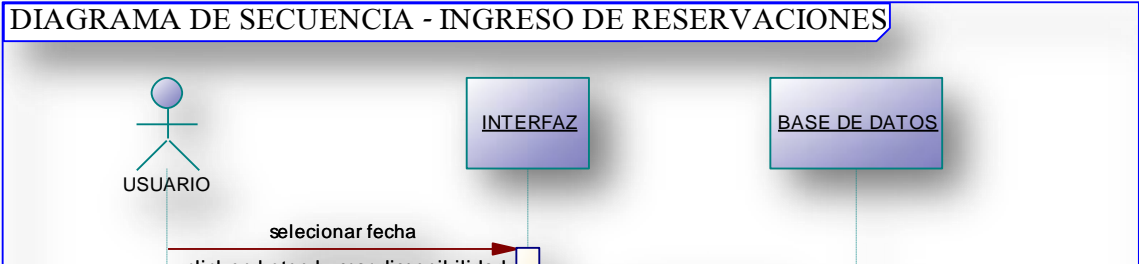 DIAGRAMA DE SECUENCIA - INGRESO DE RESERVACIONES
INTERFAZ
BASE DE DATOS
USUARIO
selecionar fecha